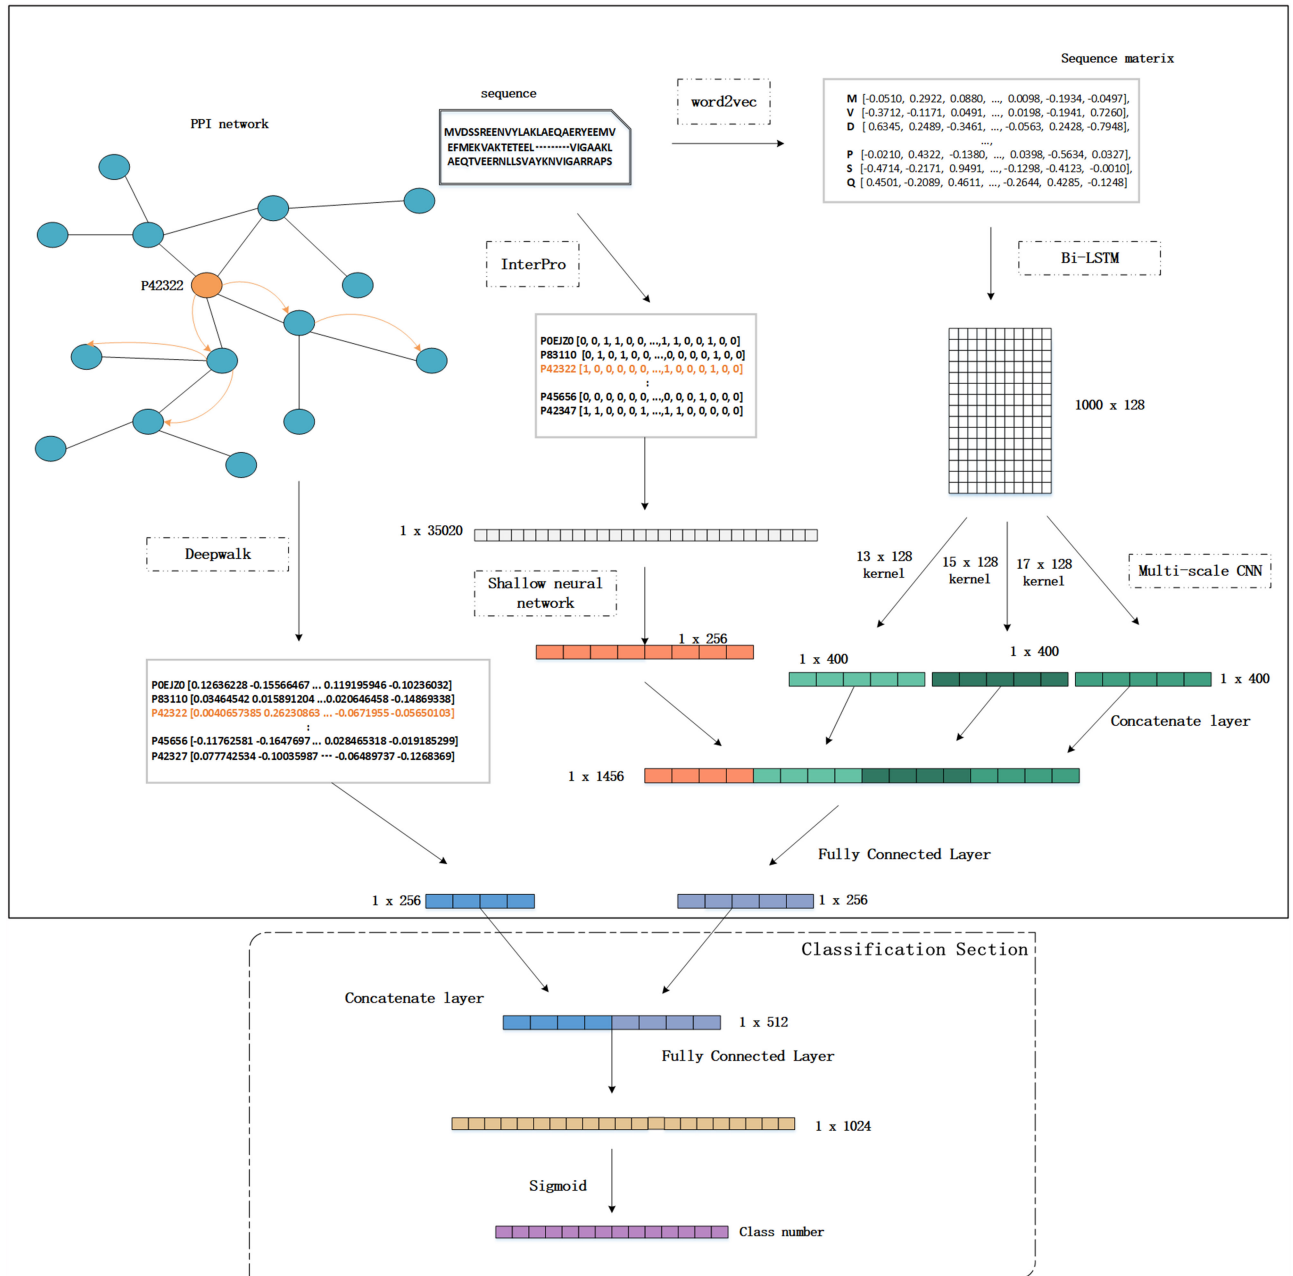 Sequence materix
word2vec
sequence
PPI network
M [-0.0510, 0.2922, 0.0880, ..., 0.0098, -0.1934, -0.0497],
V [-0.3712, -0.1171, 0.0491, ..., 0.0198, -0.1941, 0.7260],
D [ 0.6345, 0.2489, -0.3461, ..., -0.0563, 0.2428, -0.7948],
...,
P [-0.0210, 0.4322, -0.1380, ..., 0.0398, -0.5634, 0.0327],
S [-0.4714, -0.2171, 0.9491, ..., -0.1298, -0.4123, -0.0010],
Q [ 0.4501, -0.2089, 0.4611, ..., -0.2644, 0.4285, -0.1248]
MVDSSREENVYLAKLAEQAERYEEMV
EFMEKVAKTETEEL---------VIGAAKL
AEQTVEERNLLSVAYKNVIGARRAPS
InterPro
Bi-LSTM
P42322
P0EJZ0 [0, 0, 1, 1, 0, 0, ...,1, 1, 0, 0, 1, 0, 0]
P83110 [0, 1, 0, 1, 0, 0, ...,0, 0, 0, 0, 1, 0, 0]
P42322 [1, 0, 0, 0, 0, 0, ...,1, 0, 0, 0, 1, 0, 0]
:
P45656 [0, 0, 0, 0, 0, 0, ...,0, 0, 0, 1, 0, 0, 0]
P42347 [1, 1, 0, 0, 0, 1, ...,1, 1, 0, 0, 0, 0, 0]
1000 x 128
1 x 35020
Deepwalk
Shallow neural
network
13 x 128
kernel
15 x 128
kernel
17 x 128
kernel
Multi-scale CNN
1 x 256
1 x 400
1 x 400
1 x 400
P0EJZ0 [0.12636228 -0.15566467 ... 0.119195946 -0.10236032]
P83110 [0.03464542 0.015891204 ...0.020646458 -0.14869338]
P42322 [0.0040657385 0.26230863 ... -0.0671955 -0.05650103]
:
P45656 [-0.11762581 -0.1647697 ... 0.028465318 -0.019185299]
P42327 [0.077742534 -0.10035987 --- -0.06489737 -0.1268369]
Concatenate layer
1 x 1456
Fully Connected Layer
1 x 256
1 x 256
Classification Section
Concatenate layer
1 x 512
Fully Connected Layer
1 x 1024
Sigmoid
Class number